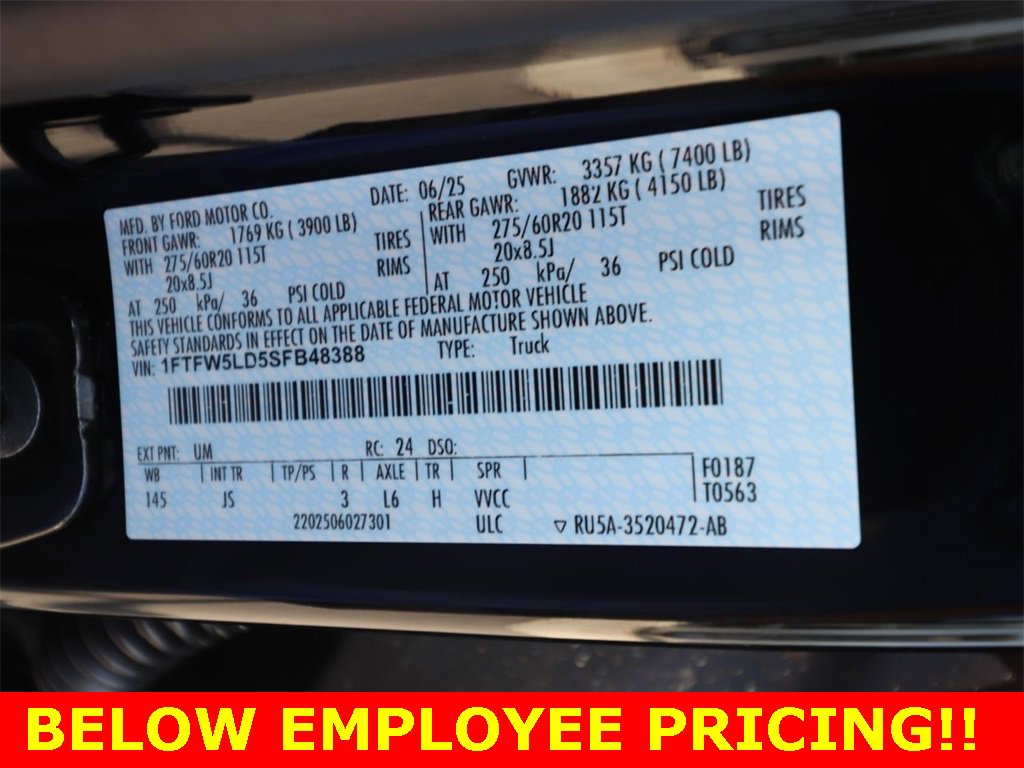 MFD. BY FORD MOTOR CO. DATE: 06/25 GVWR: 3357 KG ( 7400 LB)
FRONT GAWR: 1769 KG ( 3900 LB) REAR GAWR: 1882 KG ( 4150 LB)
WITH 275/60R20 115T TIRES WITH 275/60R20 115T TIRES
20x8.5J RIMS 20x8.5J RIMS
AT 250 kPa/ 36 PSI COLD AT 250 kPa/ 36 PSI COLD
THIS VEHICLE CONFORMS TO ALL APPLICABLE FEDERAL MOTOR VEHICLE
SAFETY STANDARDS IN EFFECT ON THE DATE OF MANUFACTURE SHOWN ABOVE.
VIN: 1FTFW5LD5SFB48388 TYPE: Truck
EXT PNT: UM RC: 24 DSO:
WB INT TR TP/PS R AXLE TR SPR F0187
145 JS 3 L6 H VVCC T0563
2202506027301 ULC ▽ RU5A-3520472-AB
BELOW EMPLOYEE PRICING!!